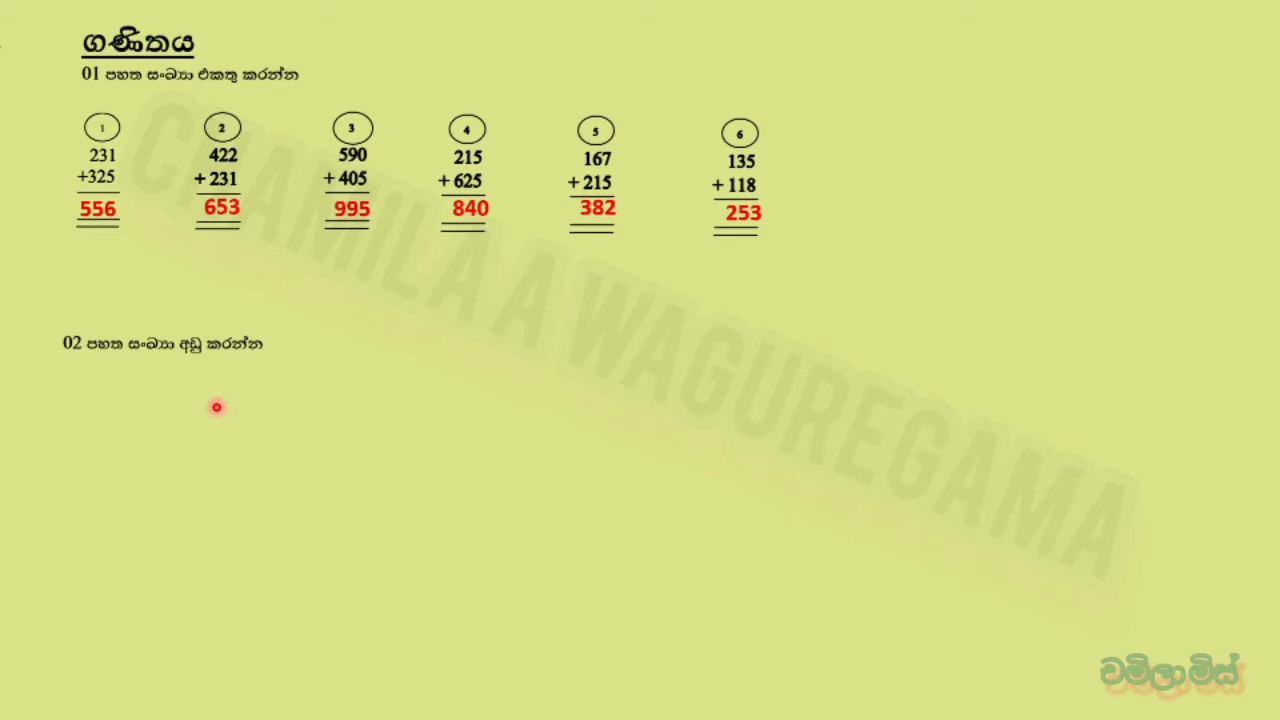 ගණිතය
01 පහත සංඛ්‍යා එකතු කරන්න
1 2 3 4 5 6
231 422 590 215 167 135
+325 + 231 + 405 + 625 + 215 + 118
556 653 995 840 382 253
CHAMILA A WAGUREGAMA
02 පහත සංඛ්‍යා අඩු කරන්න
චමිලා මිස්